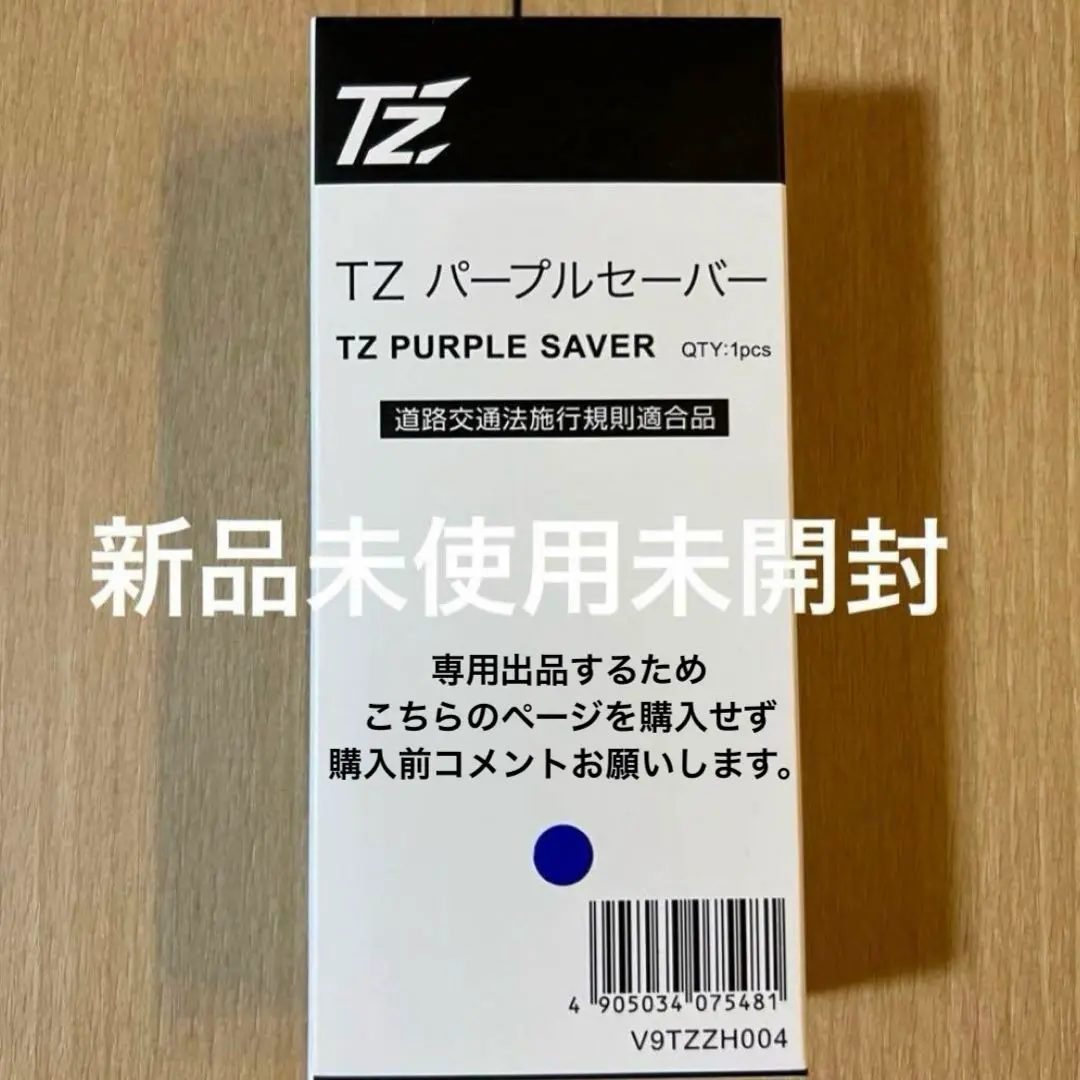 TZ
TZ パープルセーバー
TZ PURPLE SAVER QTY:1pcs
道路交通法施行規則適合品
新品未使用未開封
専用出品するため
こちらのページを購入せず
購入前コメントお願いします。
4 905034 075481
V9TZZH004